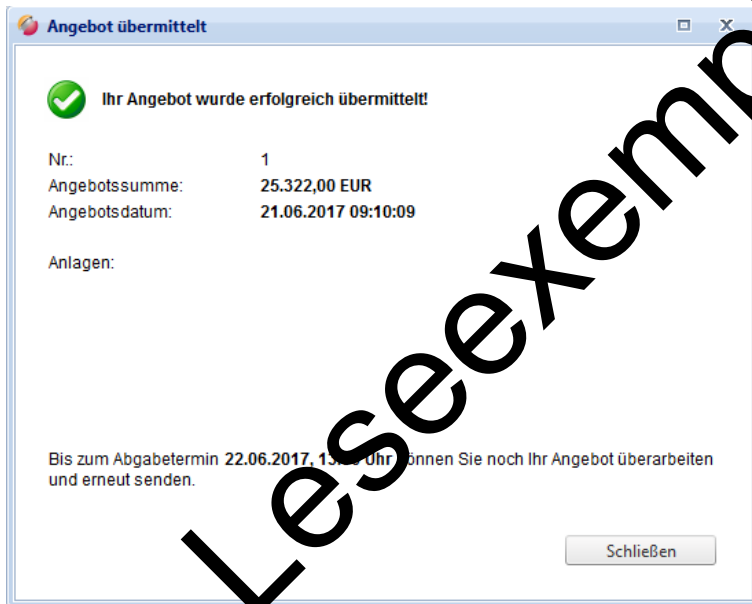 Angebot übermittelt
Ihr Angebot wurde erfolgreich übermittelt!
Nr.: 1
Angebotssumme: 25.322,00 EUR
Angebotsdatum: 21.06.2017 09:10:09
Anlagen:
Bis zum Abgabetermin 22.06.2017, Uhr können Sie noch Ihr Angebot überarbeiten
und erneut senden.
Schließen